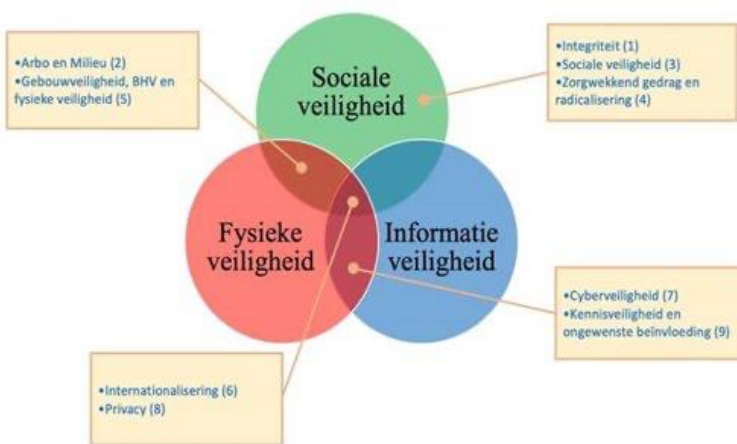 •Arbo en Milieu (2)
•Gebouwveiligheid, BHV en
fysieke veiligheid (5)
Sociale
veiligheid
•Integriteit (1)
•Sociale veiligheid (3)
•Zorgwekkend gedrag en
radicalisering (4)
Fysieke
veiligheid
Informatie
veiligheid
•Cyberveiligheid (7)
•Kennisveiligheid en
ongewenste beïnvloeding (9)
•Internationalisering (6)
•Privacy (8)